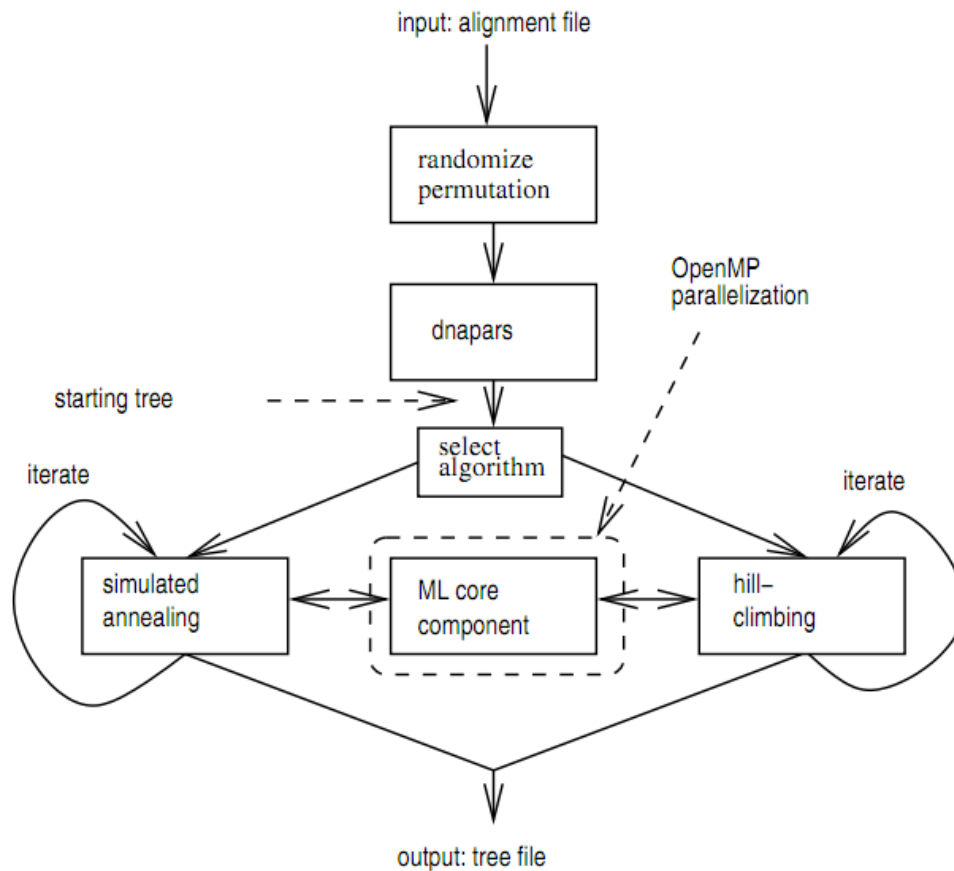 input: alignment file
randomize
permutation
OpenMP
parallelization
dnapars
starting tree
select
algorithm
iterate
iterate
simulated
annealing
ML core
component
hill–
climbing
output: tree file